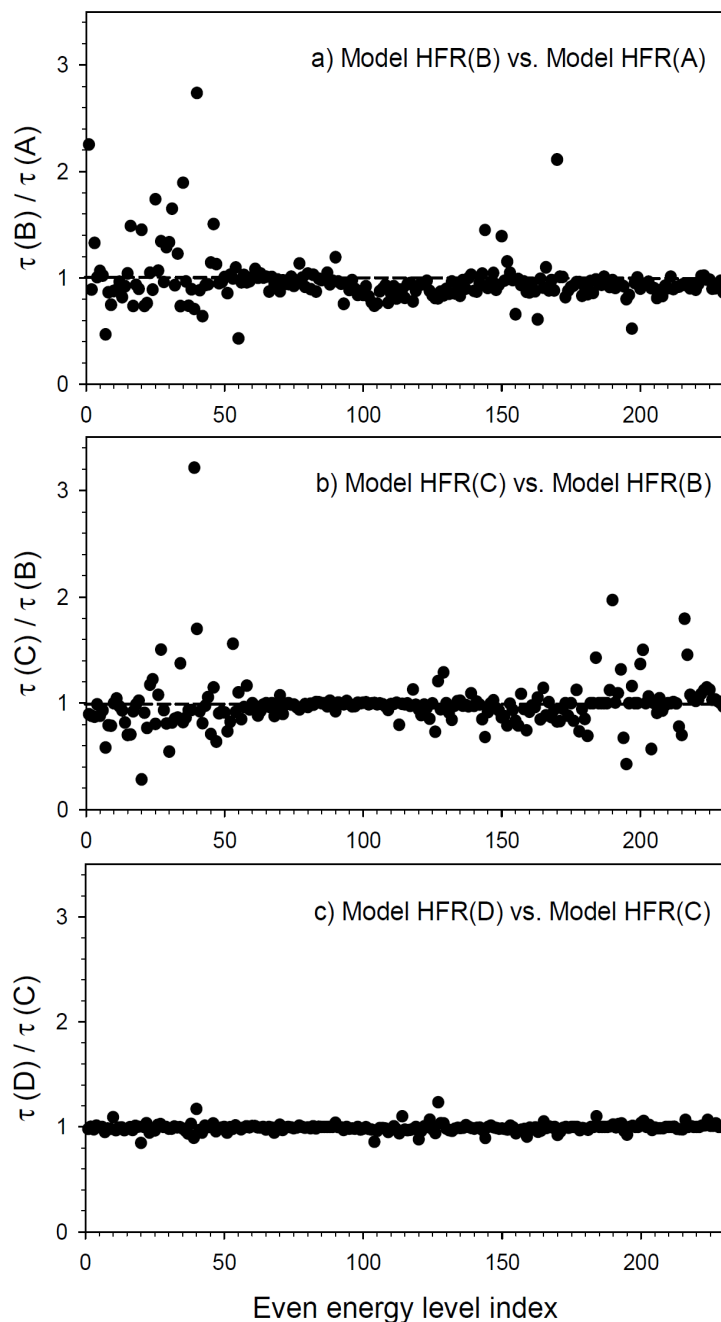 a) Model HFR(B) vs. Model HFR(A)
τ (B) / τ (A)
3
2
1
0
0 50 100 150 200
b) Model HFR(C) vs. Model HFR(B)
τ (C) / τ (B)
3
2
1
0
0 50 100 150 200
c) Model HFR(D) vs. Model HFR(C)
τ (D) / τ (C)
3
2
1
0
0 50 100 150 200
Even energy level index